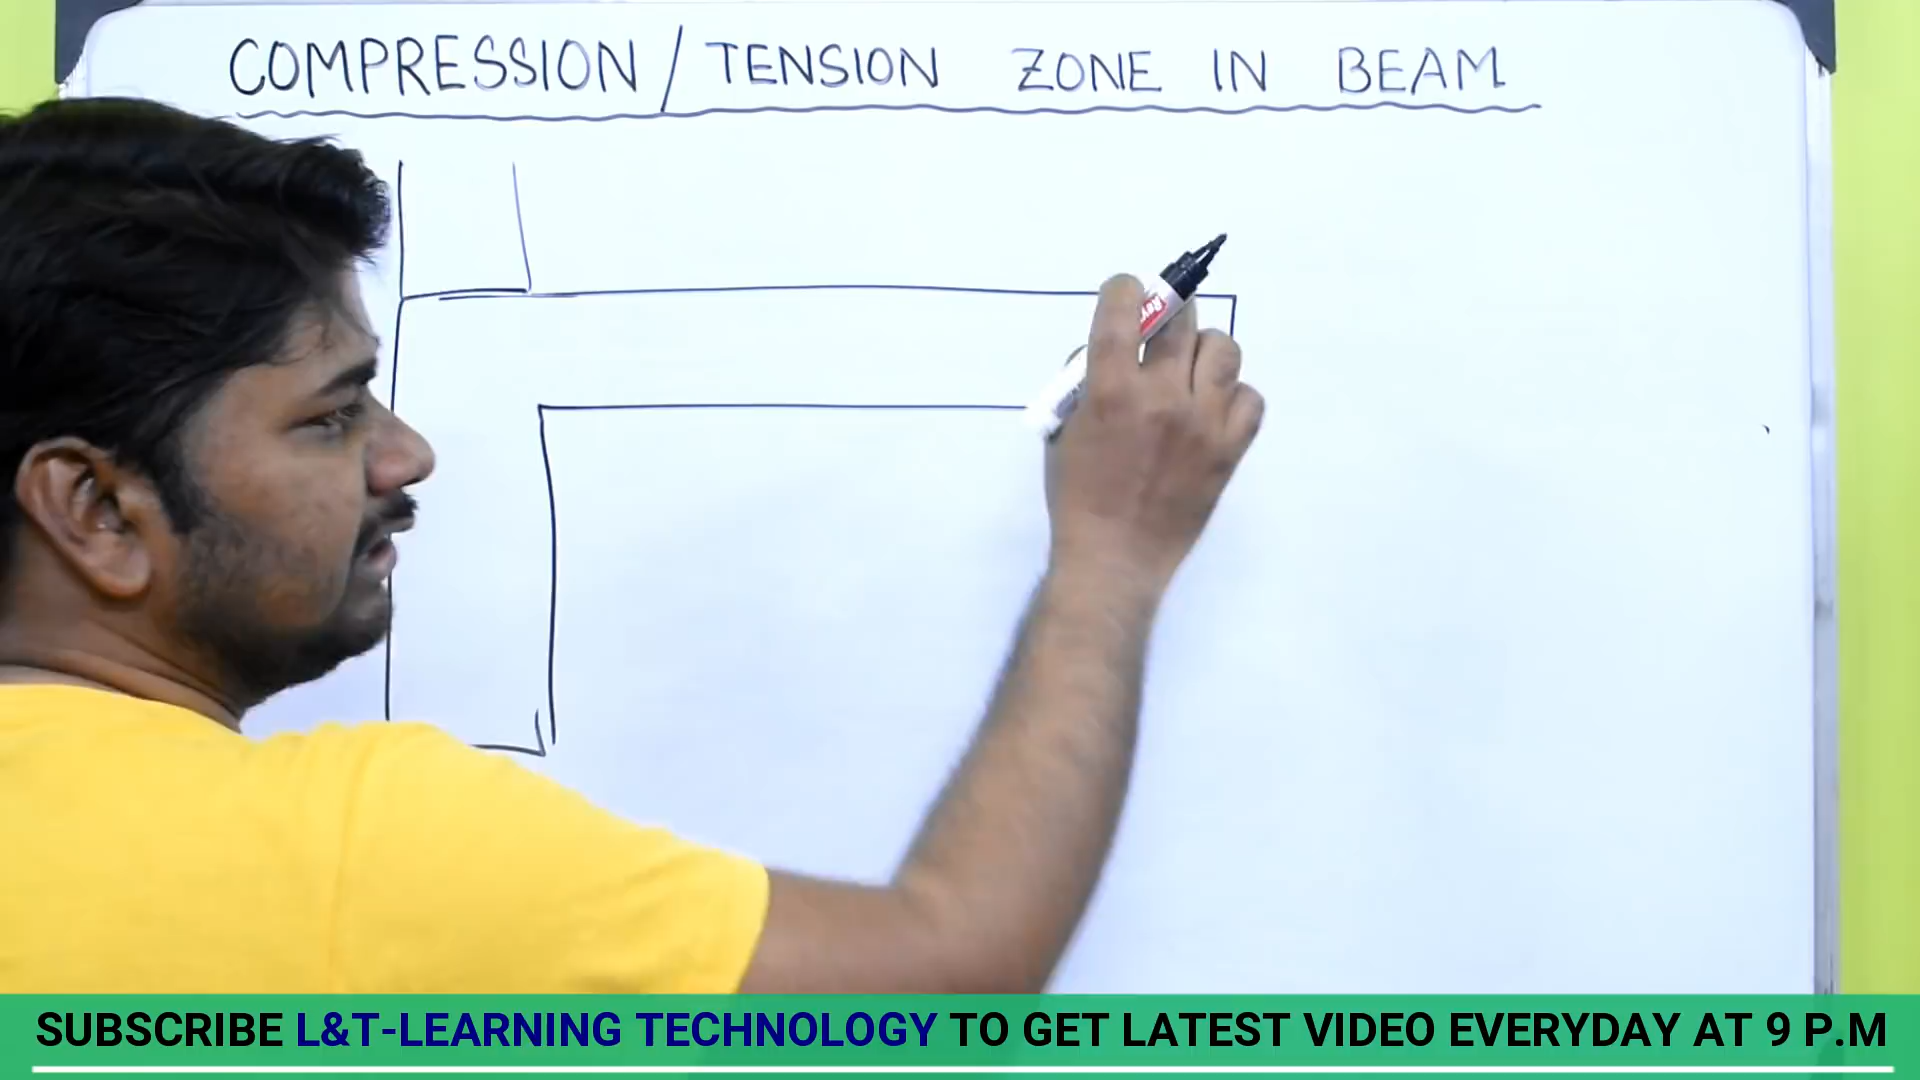 COMPRESSION / TENSION ZONE IN BEAM
SUBSCRIBE L&T-LEARNING TECHNOLOGY TO GET LATEST VIDEO EVERYDAY AT 9 P.M